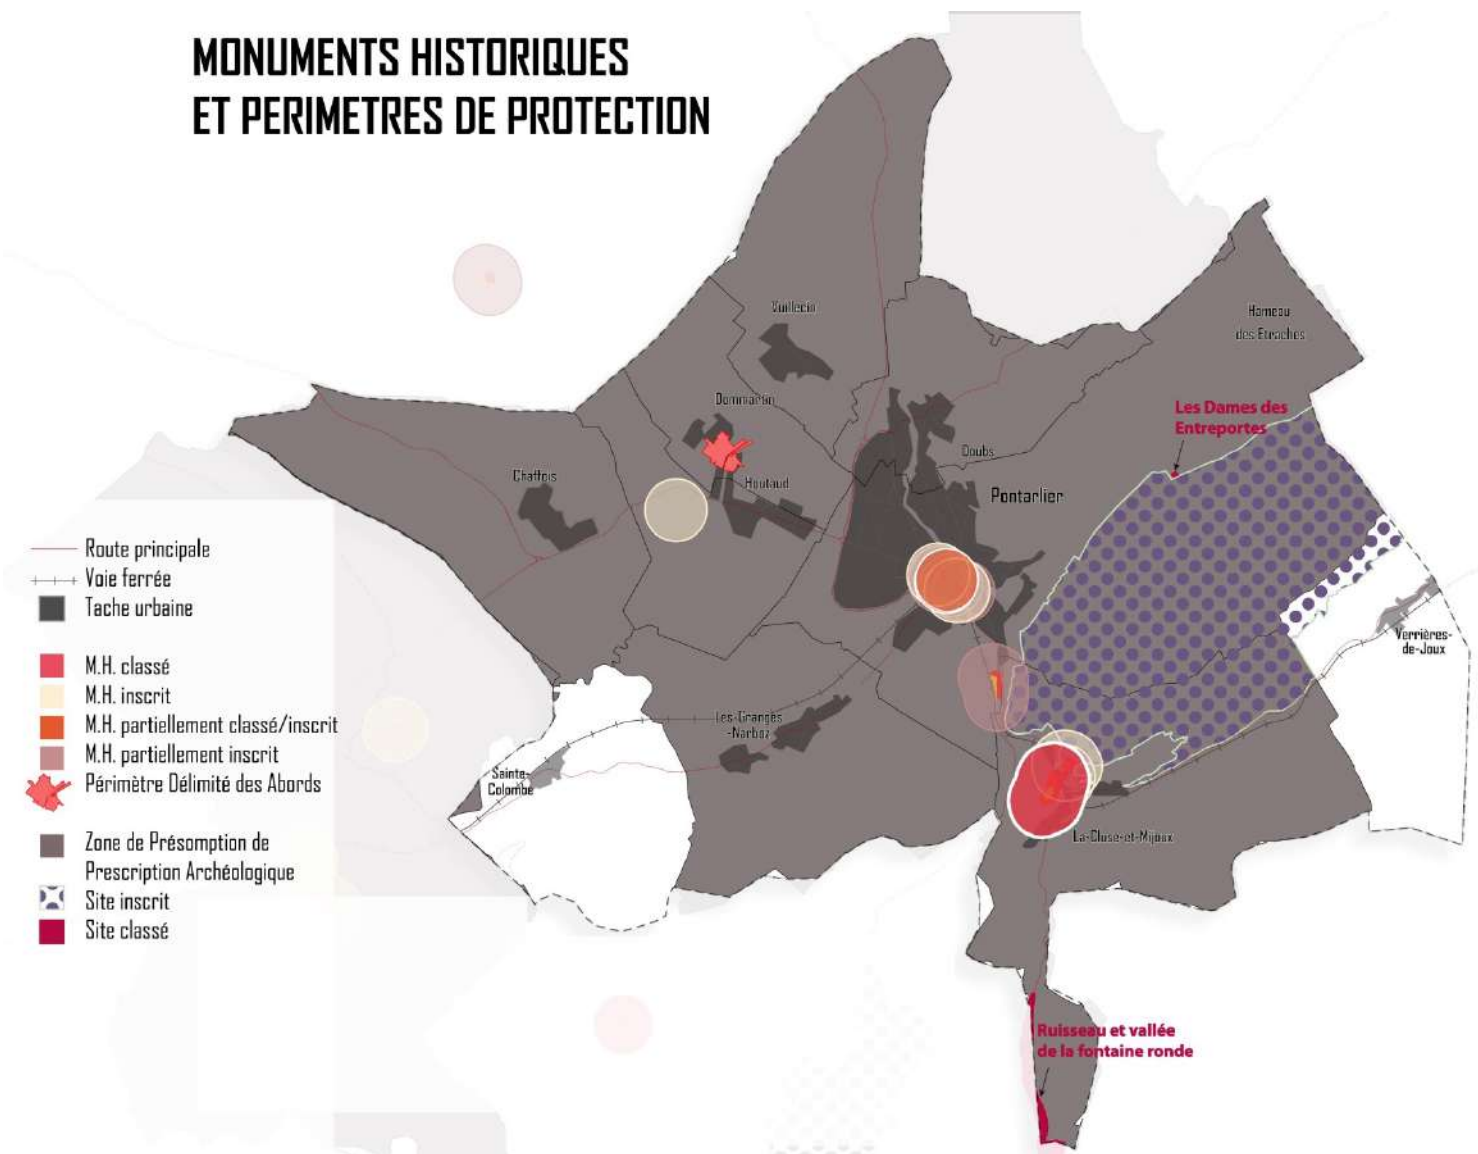 MONUMENTS HISTORIQUES
ET PERIMETRES DE PROTECTION
Vuillecin
Hameau
des Etraches
Dommartin
Les Dames des
Entreportes
Doubs
Chaffois
Houtaud
Pontarlier
Route principale
Voie ferrée
Tache urbaine
M.H. classé
M.H. inscrit
M.H. partiellement classé/inscrit
M.H. partiellement inscrit
Périmètre Délimité des Abords
Zone de Présomption de
Prescription Archéologique
Site inscrit
Site classé
Verrières-
de-Joux
Les-Granges
-Narboz
Sainte-
Colombe
La-Cluse-et-Mijoux
Ruisseau et vallée
de la fontaine ronde